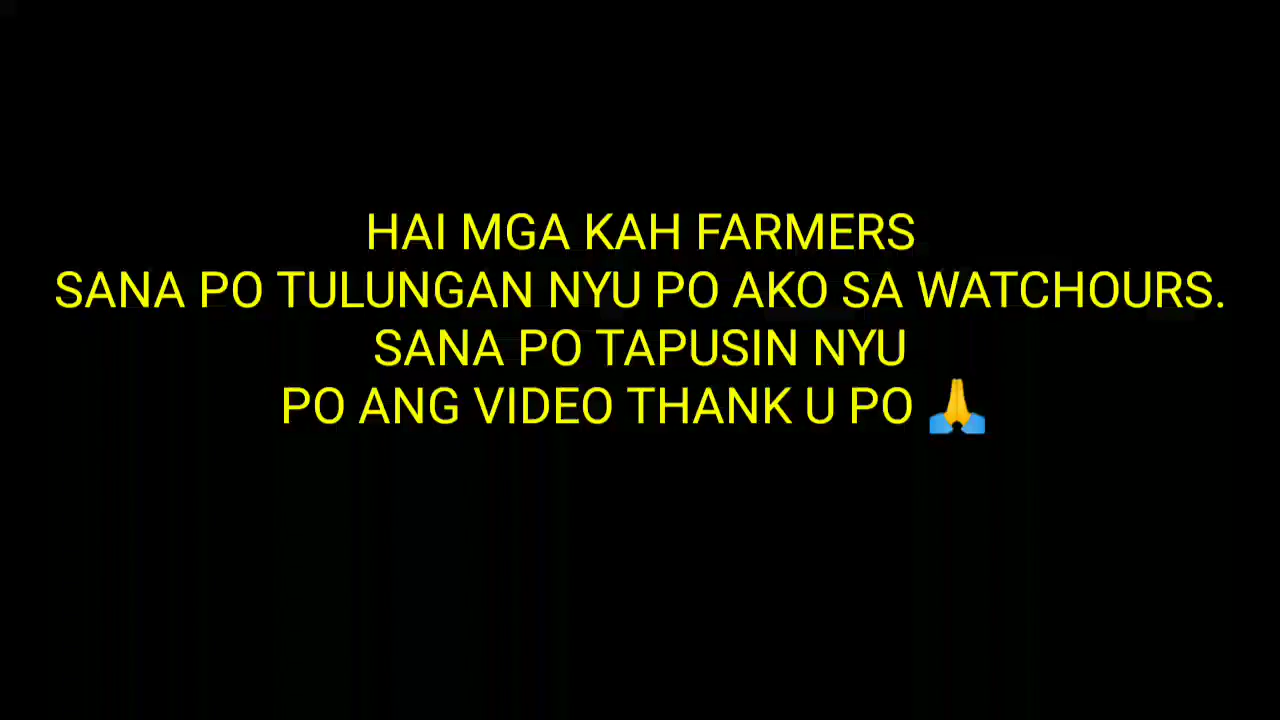 HAI MGA KAH FARMERS
SANA PO TULUNGAN NYU PO AKO SA WATCHOURS.
SANA PO TAPUSIN NYU
PO ANG VIDEO THANK U PO 🙏